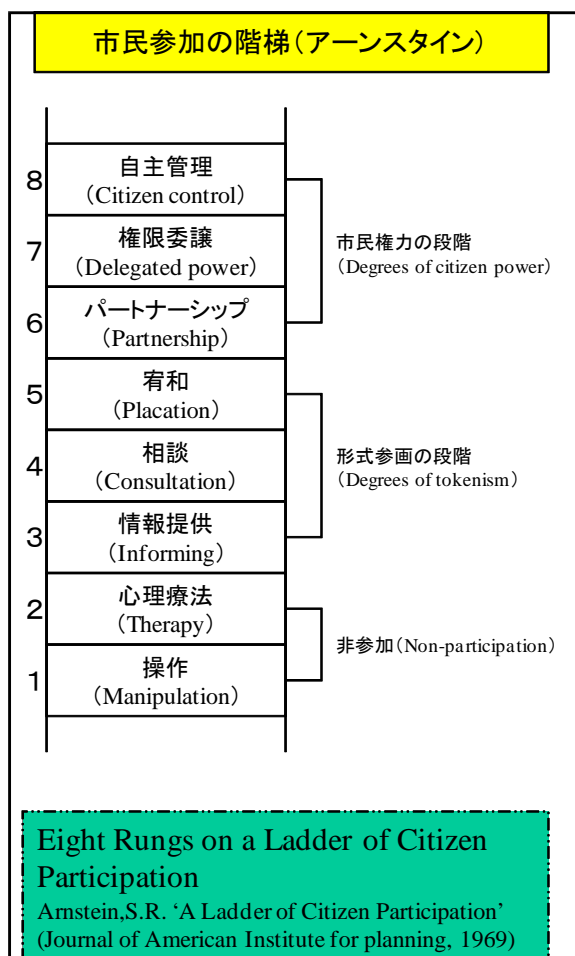 市民参加の階梯（アーンスタイン）
8
自主管理
（Citizen control）
7
権限委譲
（Delegated power）
市民権力の段階
（Degrees of citizen power）
6
パートナーシップ
（Partnership）
5
宥和
（Placation）
4
相談
（Consultation）
形式参画の段階
（Degrees of tokenism）
3
情報提供
（Informing）
2
心理療法
（Therapy）
非参加（Non-participation）
1
操作
（Manipulation）
Eight Rungs on a Ladder of Citizen
Participation
Arnstein,S.R. ‘A Ladder of Citizen Participation’
(Journal of American Institute for planning, 1969)